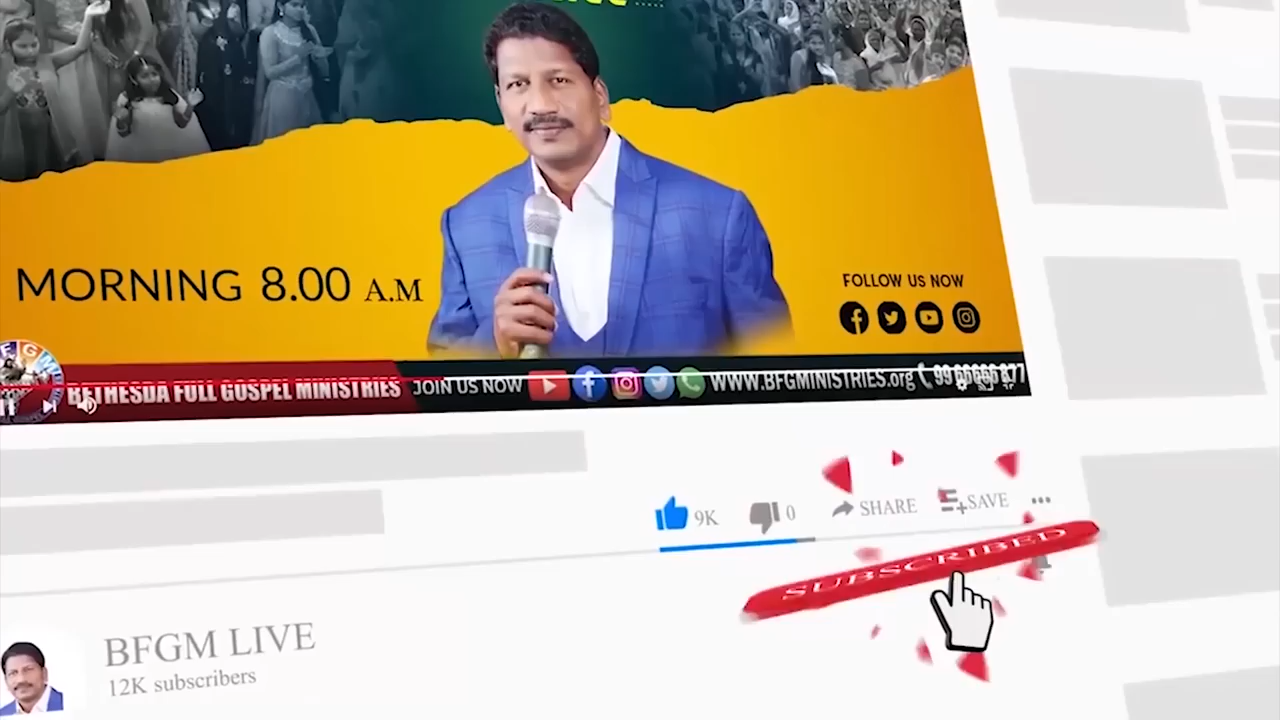 MORNING 8.00 A.M
FOLLOW US NOW
BETHESDA FULL GOSPEL MINISTRIES JOIN US NOW WWW.BFGMINISTRIES.org
9K 0 SHARE SAVE
SUBSCRIBED
BFGM LIVE
12K subscribers